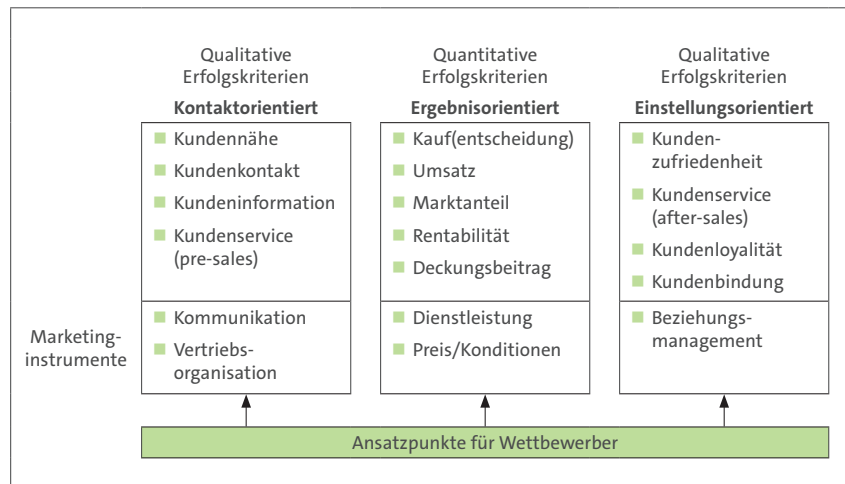 Qualitative
Erfolgskriterien
Kontaktorientiert
Kundennähe
Kundenkontakt
Kundeninformation
Kundenservice
(pre-sales)
Kommunikation
Vertriebs-
organisation
Quantitative
Erfolgskriterien
Ergebnisorientiert
Kauf(entscheidung)
Umsatz
Marktanteil
Rentabilität
Deckungsbeitrag
Dienstleistung
Preis/Konditionen
Qualitative
Erfolgskriterien
Einstellungsorientiert
Kunden-
zufriedenheit
Kundenservice
(after-sales)
Kundenloyalität
Kundenbindung
Beziehungs-
management
Marketing-
instrumente
Ansatzpunkte für Wettbewerber